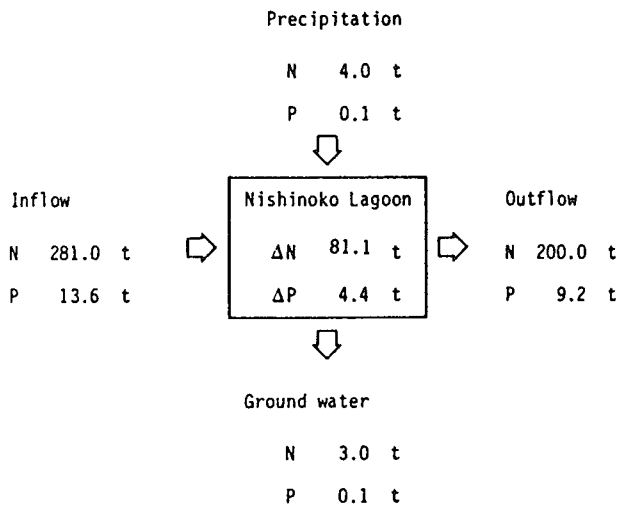 Precipitation
N 4.0 t
P 0.1 t
Inflow
N 281.0 t
P 13.6 t
Nishinoko Lagoon
ΔN 81.1 t
ΔP 4.4 t
Outflow
N 200.0 t
P 9.2 t
Ground water
N 3.0 t
P 0.1 t